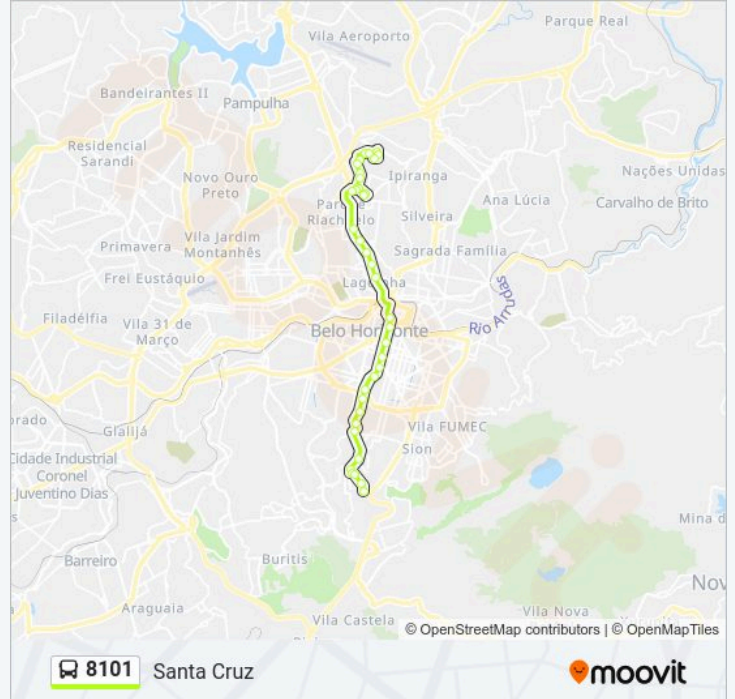 Vila Aeroporto
Parque Real
Bandeirantes II
Pampulha
Residencial
Sarandi
Novo Ouro
Preto
Ipiranga
Nações Unidas
Ana Lúcia
Carvalho de Brito
Riachuelo
Silveira
Primavera
Vila Jardim
Montanhês
Sagrada Família
Frei Eustáquio
Rio Arrudas
Filadélfia
Vila 31 de
Março
Belo Horizonte
Glalijá
Vila FUMEC
Sion
Cidade Industrial
Coronel
Juventino Dias
Mina d
Barreiro
Buritis
Nov
Araguaia
Vila Castela
Vila Nova
© OpenStreetMap contributors | © OpenMapTiles
8101 Santa Cruz
moovit